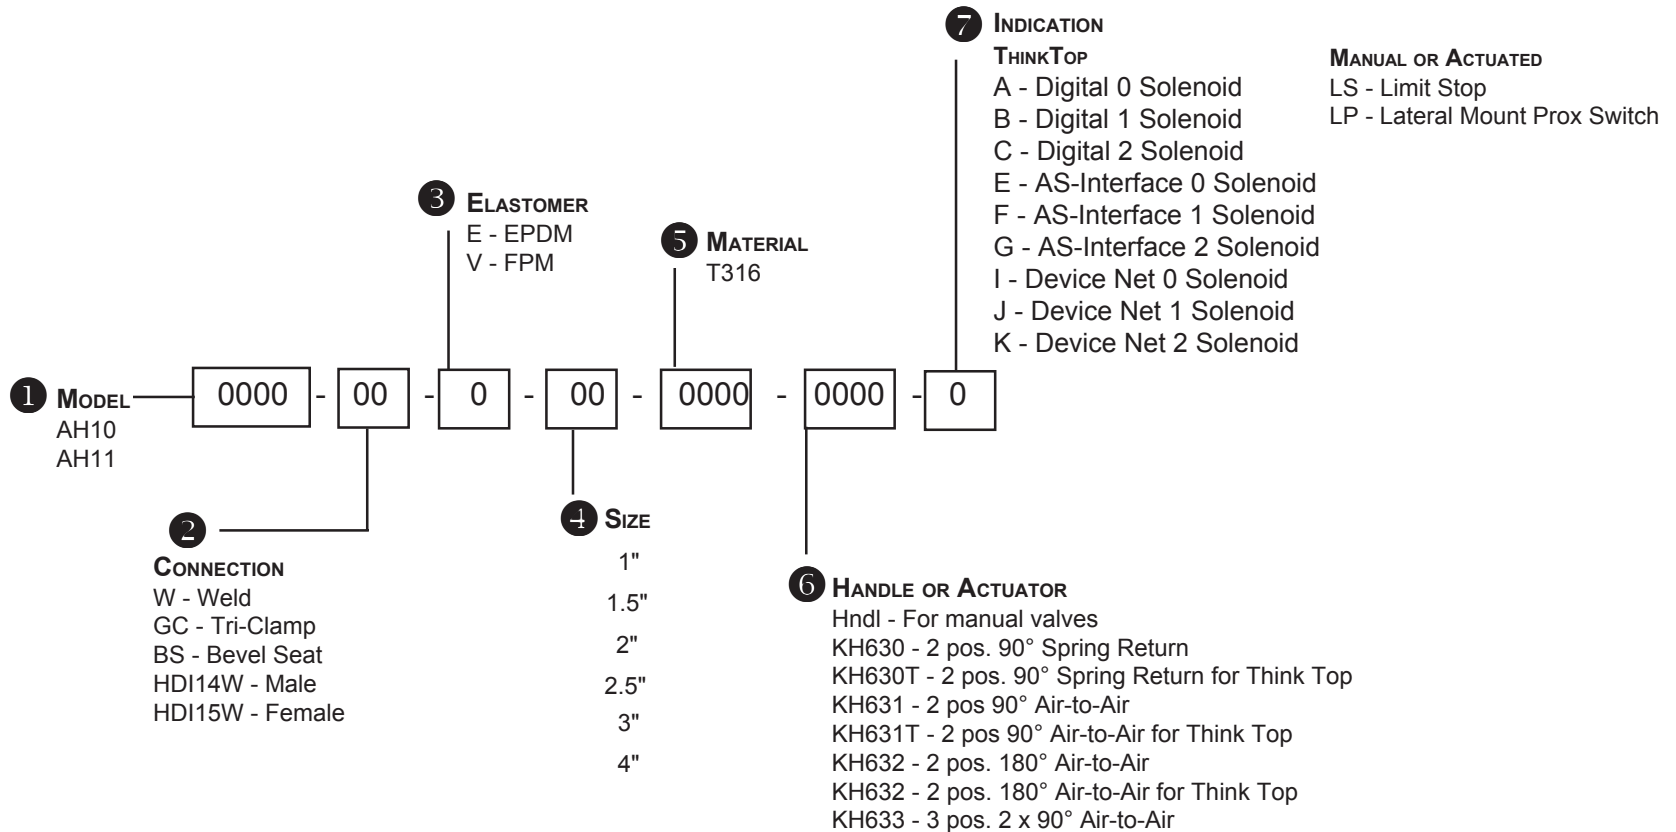 ❼ Indication
ThinkTop
A - Digital 0 Solenoid
B - Digital 1 Solenoid
C - Digital 2 Solenoid
E - AS-Interface 0 Solenoid
F - AS-Interface 1 Solenoid
G - AS-Interface 2 Solenoid
I - Device Net 0 Solenoid
J - Device Net 1 Solenoid
K - Device Net 2 Solenoid
Manual or Actuated
LS - Limit Stop
LP - Lateral Mount Prox Switch
❸ Elastomer
E - EPDM
V - FPM
❺ Material
T316
❶ Model
AH10
AH11
0000 - 00 - 0 - 00 - 0000 - 0000 - 0
❷
Connection
W - Weld
GC - Tri-Clamp
BS - Bevel Seat
HDI14W - Male
HDI15W - Female
❹ Size
1"
1.5"
2"
2.5"
3"
4"
❻ Handle or Actuator
Hndl - For manual valves
KH630 - 2 pos. 90° Spring Return
KH630T - 2 pos. 90° Spring Return for Think Top
KH631 - 2 pos 90° Air-to-Air
KH631T - 2 pos 90° Air-to-Air for Think Top
KH632 - 2 pos. 180° Air-to-Air
KH632 - 2 pos. 180° Air-to-Air for Think Top
KH633 - 3 pos. 2 x 90° Air-to-Air